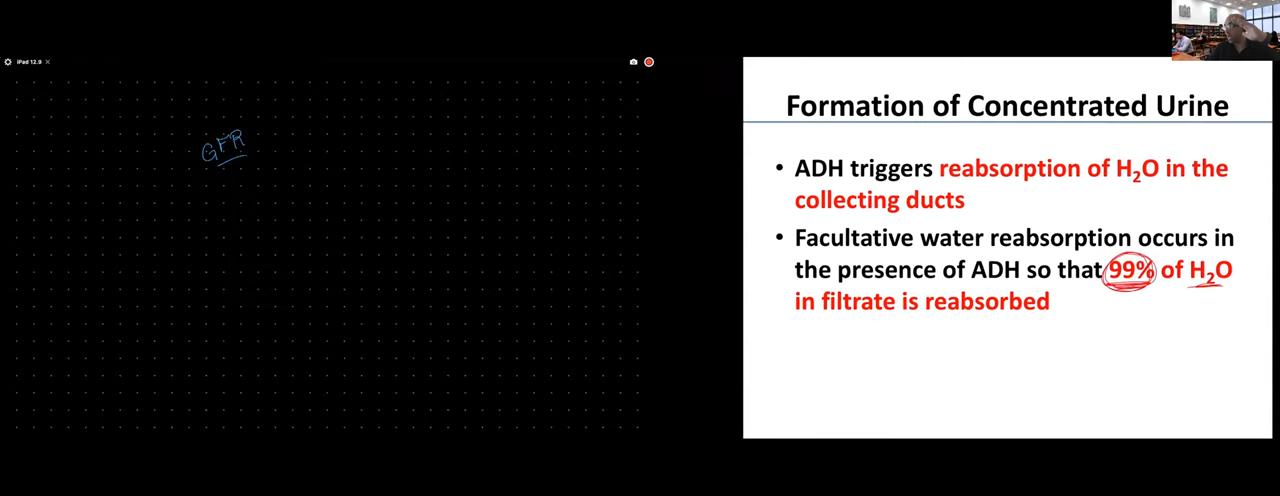 iPad 12.9
GFR
Formation of Concentrated Urine
• ADH triggers reabsorption of H₂O in the
collecting ducts
• Facultative water reabsorption occurs in
the presence of ADH so that 99% of H₂O
in filtrate is reabsorbed